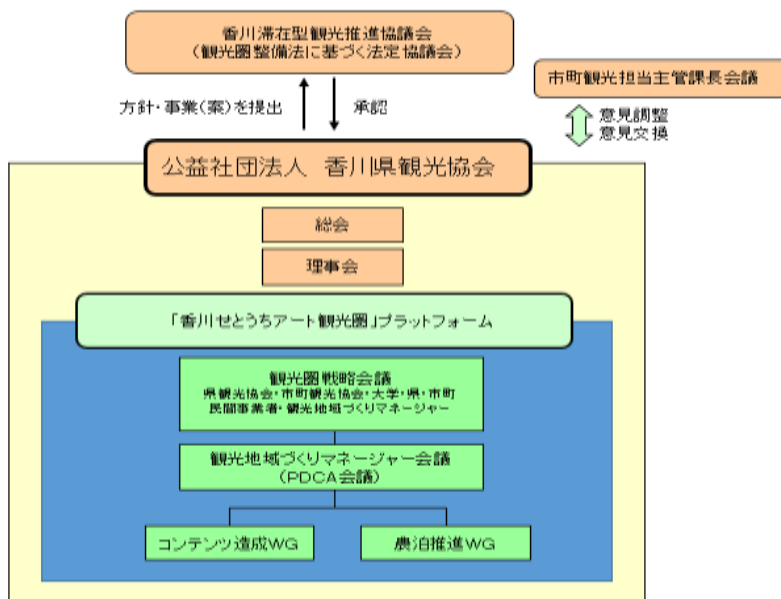 香川滞在型観光推進協議会
(観光圏整備法に基づく法定協議会)
市町観光担当主管課長会議
方針・事業(案)を提出
承認
意見調整
意見交換
公益社団法人 香川県観光協会
総会
理事会
「香川せとうちアート観光圏」プラットフォーム
観光圏戦略会議
県観光協会・市町観光協会・大学・県・市町
民間事業者・観光地域づくりマネージャー
観光地域づくりマネージャー会議
(PDCA会議)
コンテンツ造成WG
農泊推進WG